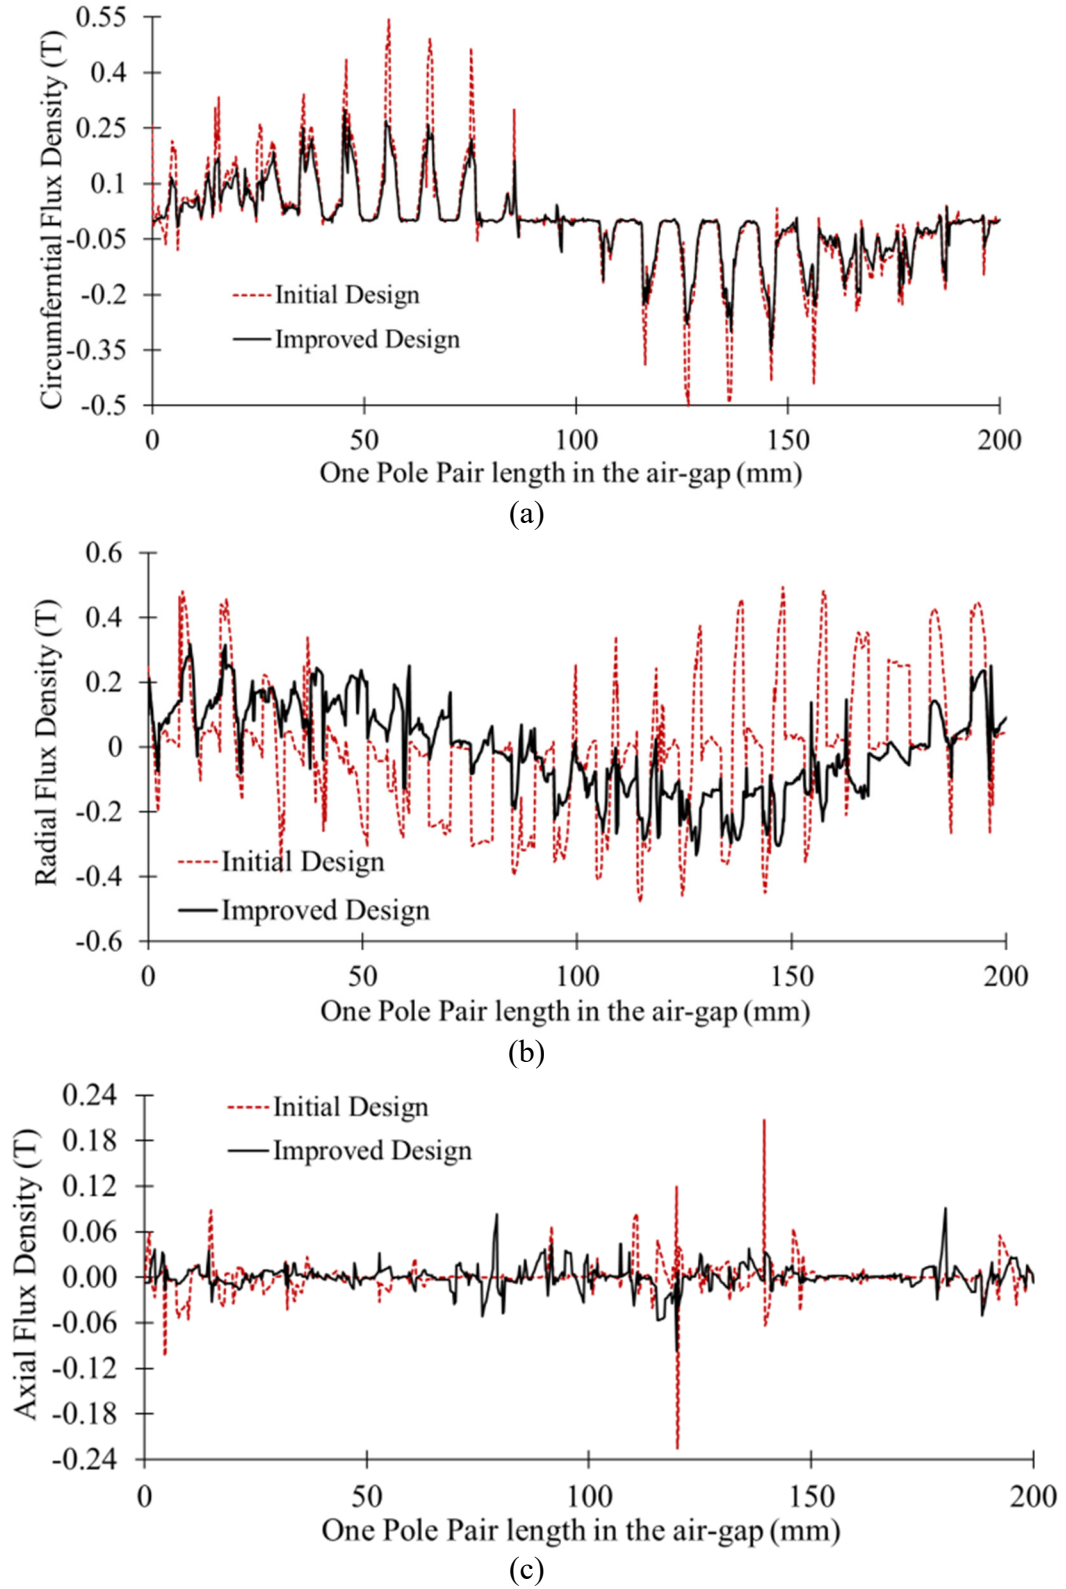 0.55
0.4
0.25
0.1
-0.05
-0.2
-0.35
-0.5
Circumferntial Flux Density (T)
Initial Design
Improved Design
0 50 100 150 200
One Pole Pair length in the air-gap (mm)
(a)
0.6
0.4
0.2
0
-0.2
-0.4
-0.6
Radial Flux Density (T)
Initial Design
Improved Design
0 50 100 150 200
One Pole Pair length in the air-gap (mm)
(b)
0.24
0.18
0.12
0.06
0.00
-0.06
-0.12
-0.18
-0.24
Axial Flux Density (T)
Initial Design
Improved Design
0 50 100 150 200
One Pole Pair length in the air-gap (mm)
(c)